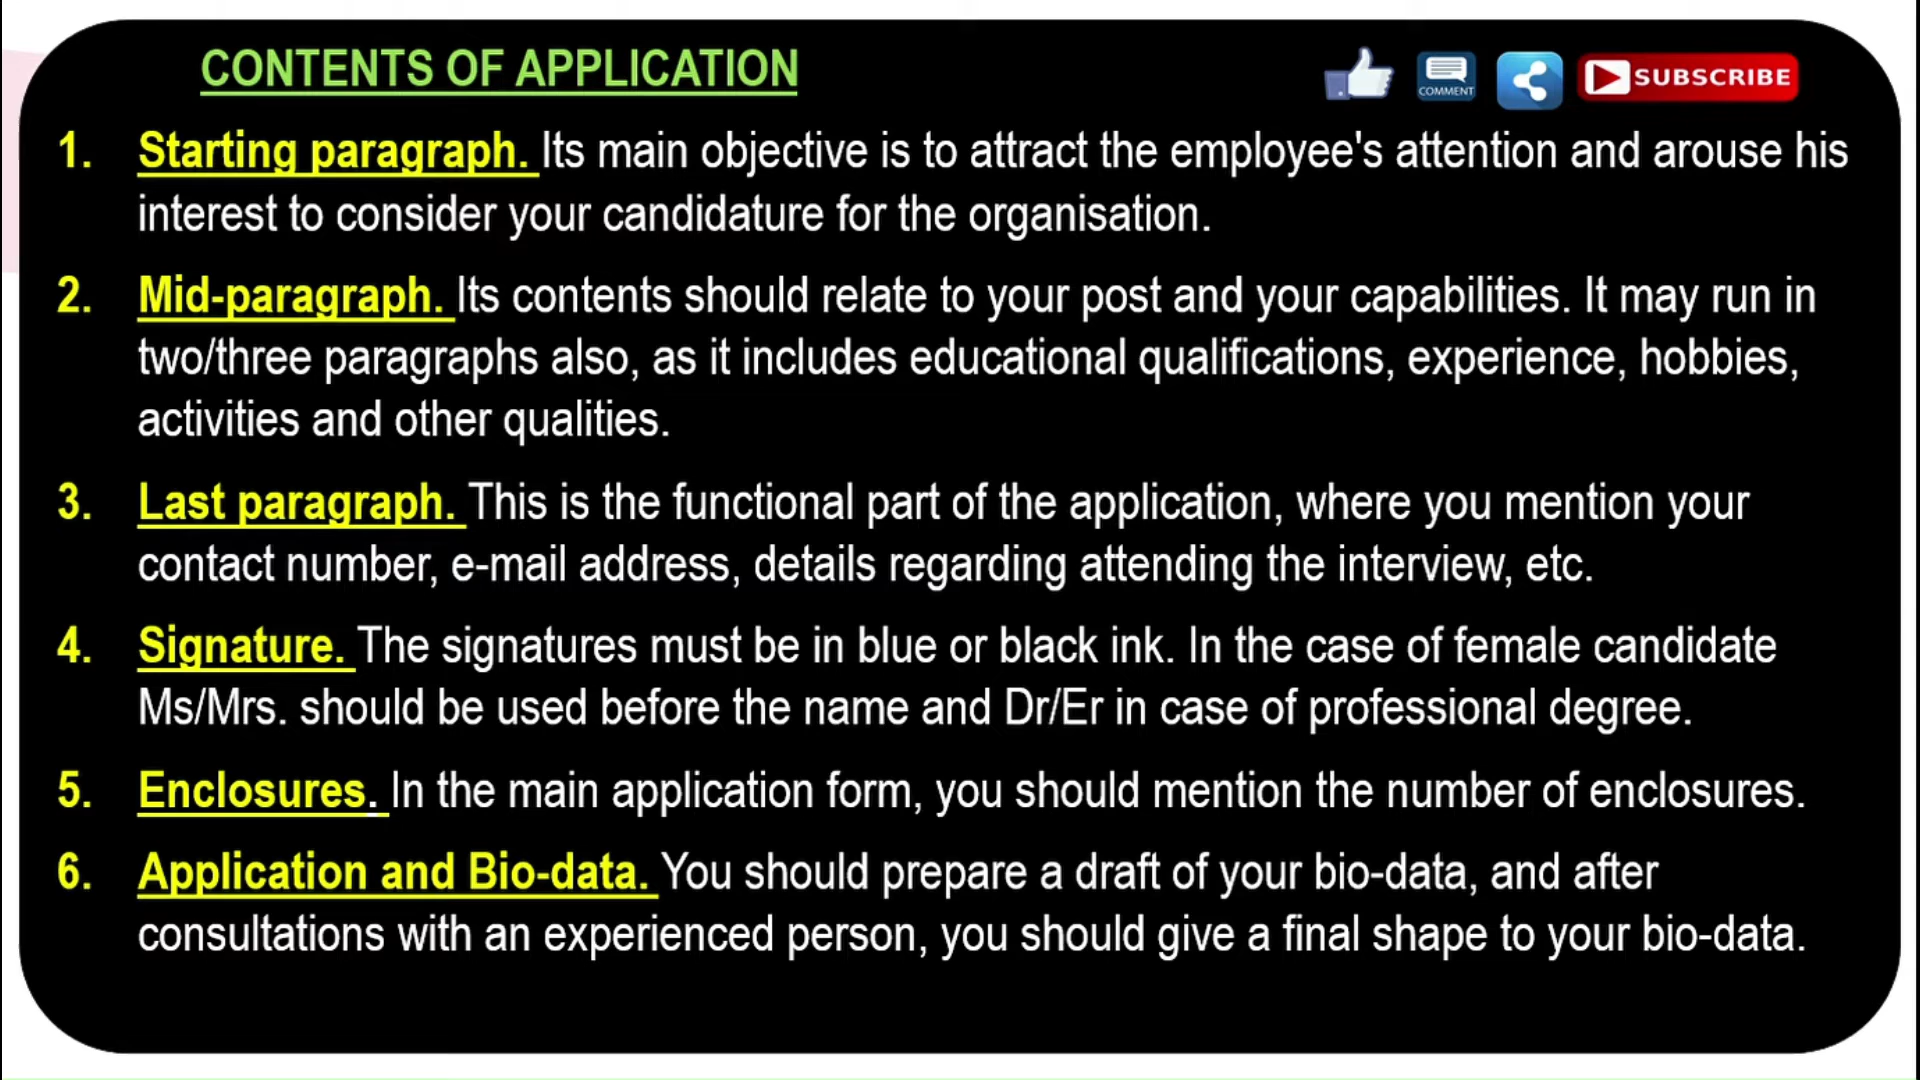 CONTENTS OF APPLICATION
COMMENT
SUBSCRIBE
1. Starting paragraph. Its main objective is to attract the employee's attention and arouse his
interest to consider your candidature for the organisation.
2. Mid-paragraph. Its contents should relate to your post and your capabilities. It may run in
two/three paragraphs also, as it includes educational qualifications, experience, hobbies,
activities and other qualities.
3. Last paragraph. This is the functional part of the application, where you mention your
contact number, e-mail address, details regarding attending the interview, etc.
4. Signature. The signatures must be in blue or black ink. In the case of female candidate
Ms/Mrs. should be used before the name and Dr/Er in case of professional degree.
5. Enclosures. In the main application form, you should mention the number of enclosures.
6. Application and Bio-data. You should prepare a draft of your bio-data, and after
consultations with an experienced person, you should give a final shape to your bio-data.